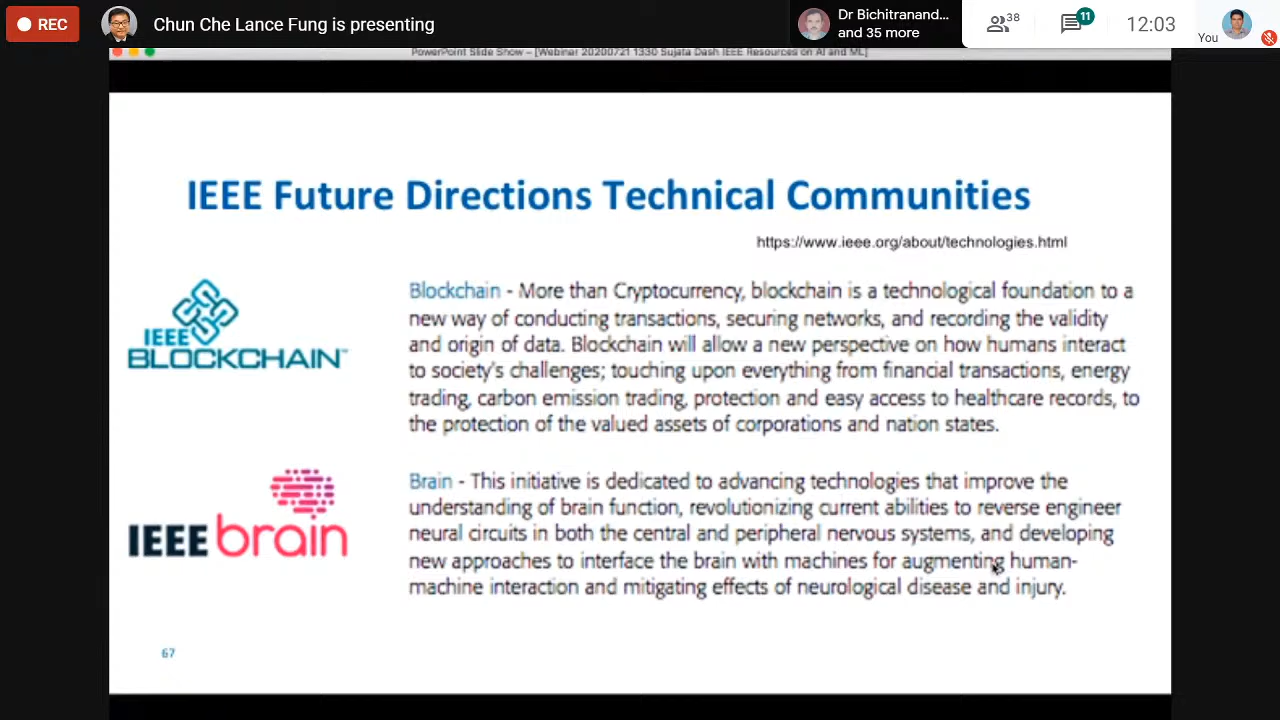 REC
Chun Che Lance Fung is presenting
Dr Bichitranand...
and 35 more
38
11
12:03
You
PowerPoint Slide Show – [Webinar 20200721 1330 Sujata Dash IEEE Resources on AI and ML]
IEEE Future Directions Technical Communities
https://www.ieee.org/about/technologies.html
IEEE
BLOCKCHAIN™
Blockchain - More than Cryptocurrency, blockchain is a technological foundation to a
new way of conducting transactions, securing networks, and recording the validity
and origin of data. Blockchain will allow a new perspective on how humans interact
to society's challenges; touching upon everything from financial transactions, energy
trading, carbon emission trading, protection and easy access to healthcare records, to
the protection of the valued assets of corporations and nation states.
IEEE brain
Brain - This initiative is dedicated to advancing technologies that improve the
understanding of brain function, revolutionizing current abilities to reverse engineer
neural circuits in both the central and peripheral nervous systems, and developing
new approaches to interface the brain with machines for augmenting human-
machine interaction and mitigating effects of neurological disease and injury.
67